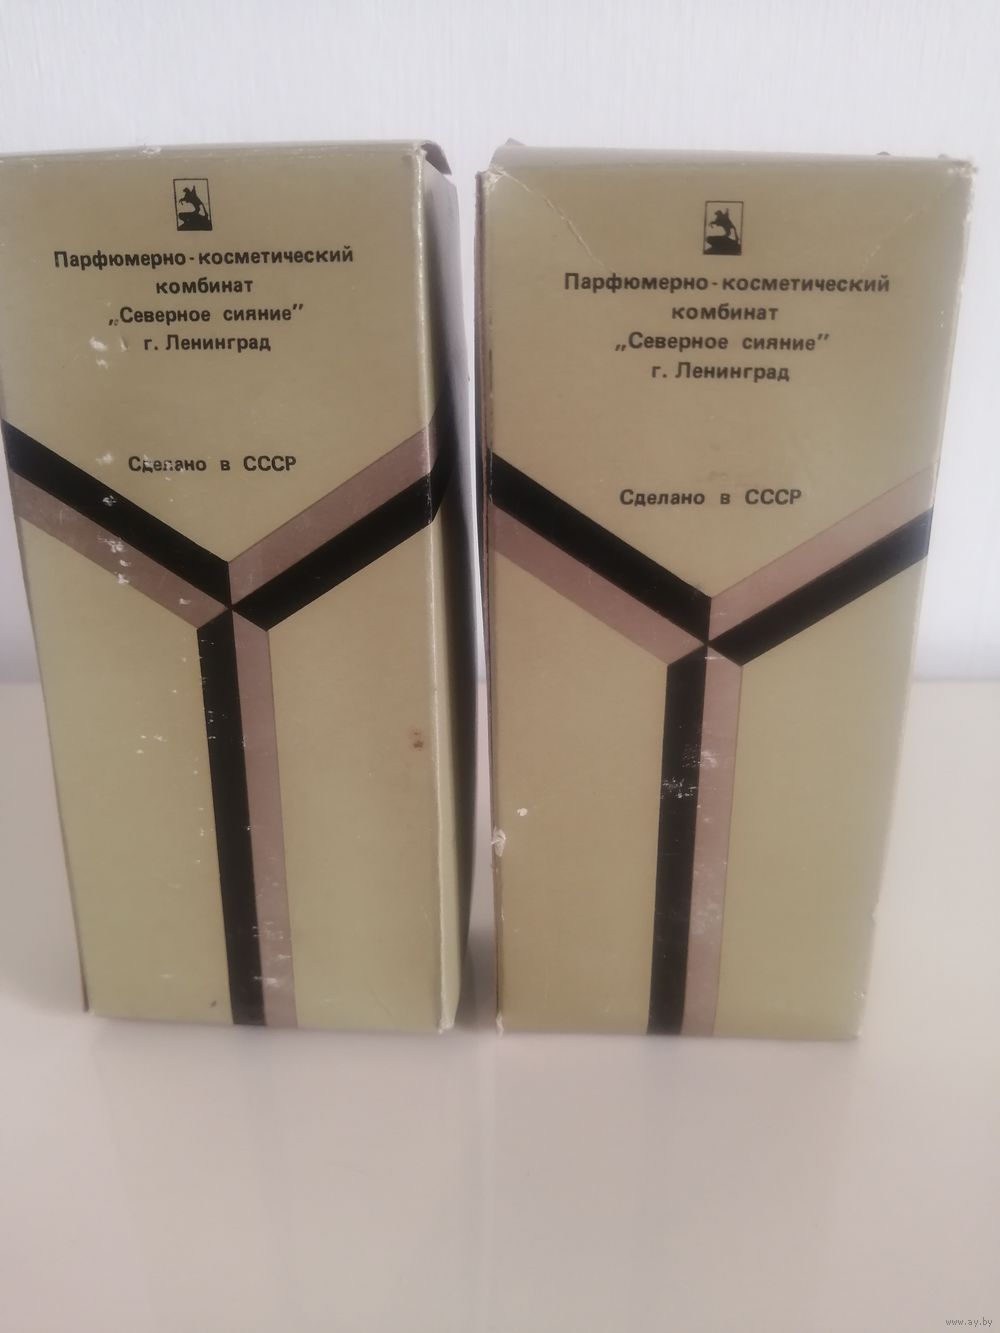 Парфюмерно-косметический
комбинат
„Северное сияние”
г. Ленинград
Сделано в СССР
Парфюмерно-косметический
комбинат
„Северное сияние”
г. Ленинград
Сделано в СССР
www.ay.by